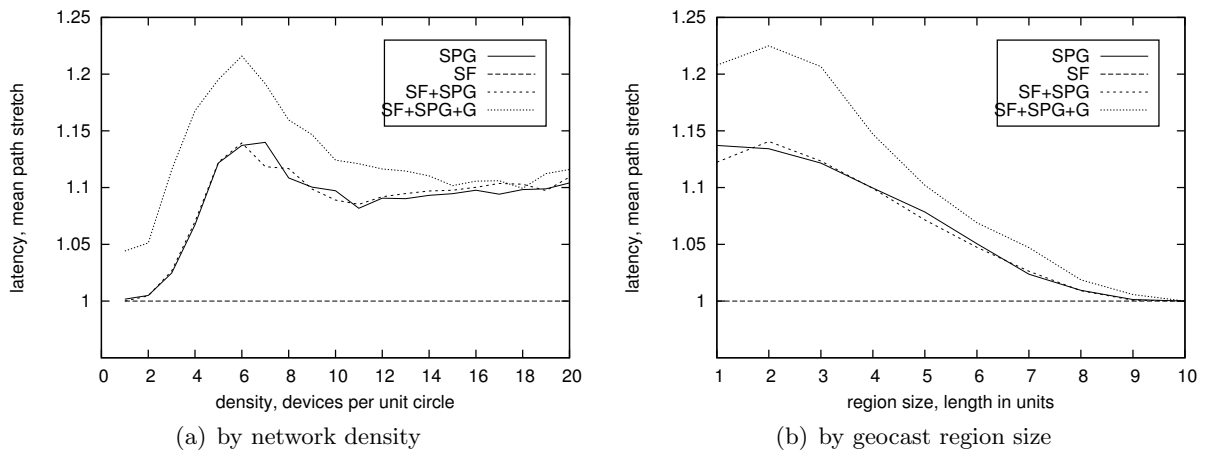 1.25
1.2
1.15
1.1
1.05
1
latency, mean path stretch
SPG
SF
SF+SPG
SF+SPG+G
0 2 4 6 8 10 12 14 16 18 20
density, devices per unit circle
(a) by network density
1.25
1.2
1.15
1.1
1.05
1
latency, mean path stretch
SPG
SF
SF+SPG
SF+SPG+G
1 2 3 4 5 6 7 8 9 10
region size, length in units
(b) by geocast region size